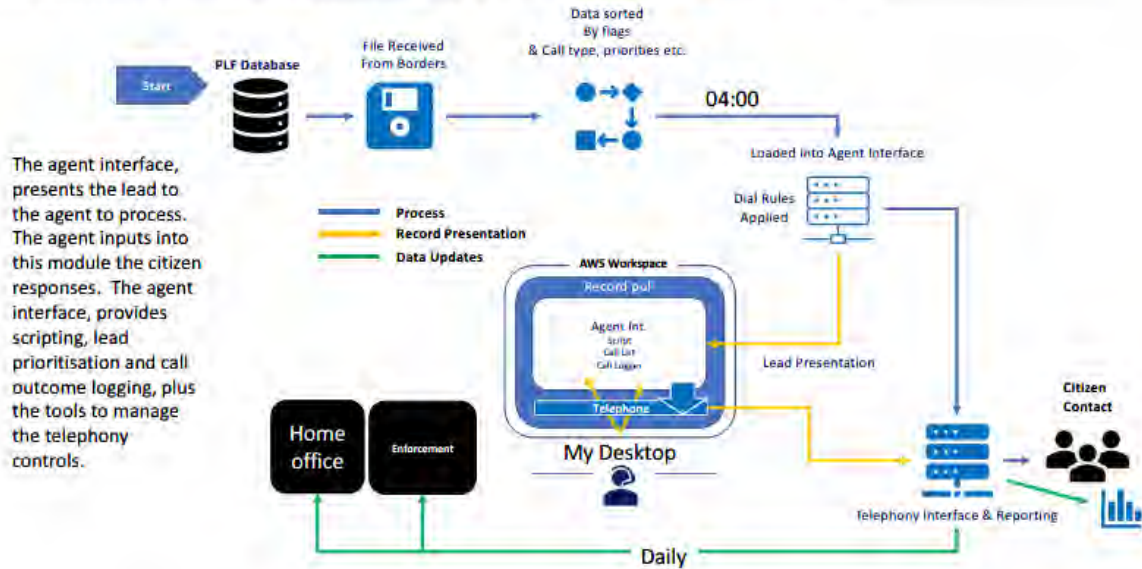 Data sorted
By flags
& Call type, priorities etc.
File Received
From Borders
PLF Database
Start
04:00
Loaded into Agent Interface
Dial Rules
Applied
The agent interface,
presents the lead to
the agent to process.
The agent inputs into
this module the citizen
responses. The agent
interface, provides
scripting, lead
prioritisation and call
outcome logging, plus
the tools to manage
the telephony
controls.
Process
Record Presentation
Data Updates
AWS Workspace
Record pull
Agent Int
Script
Call List
Call Loggan
Telephone
My Desktop
Lead Presentation
Home
office
Enforcement
Citizen
Contact
Telephony Interface & Reporting
Daily